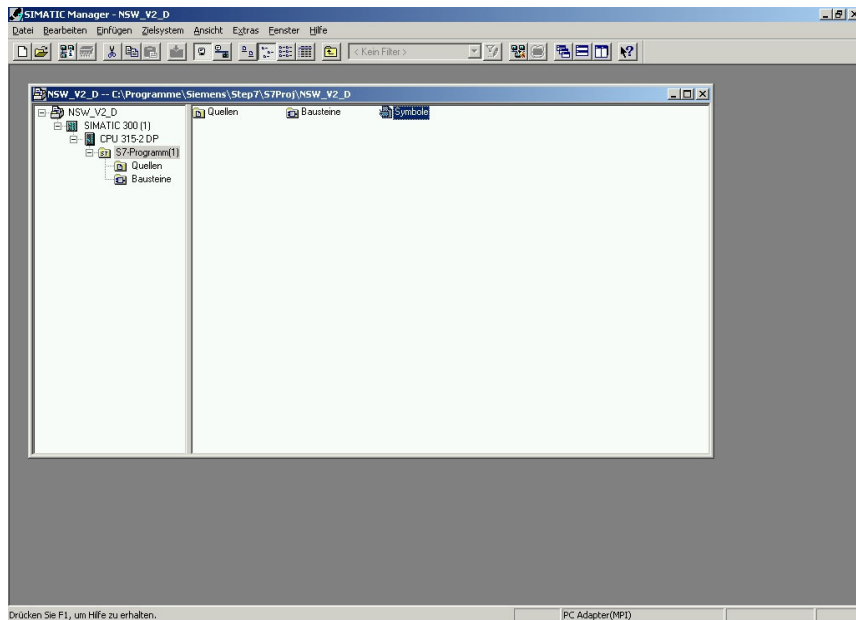 SIMATIC Manager - NSW_V2_D
Datei Bearbeiten Einfügen Zielsystem Ansicht Extras Fenster Hilfe
< Kein Filter >
NSW_V2_D -- C:\Programme\Siemens\Step7\S7Proj\NSW_V2_D
NSW_V2_D
SIMATIC 300 (1)
CPU 315-2 DP
S7-Programm(1)
Quellen
Bausteine
Quellen Bausteine Symbole
Drücken Sie F1, um Hilfe zu erhalten. PC Adapter(MPI)